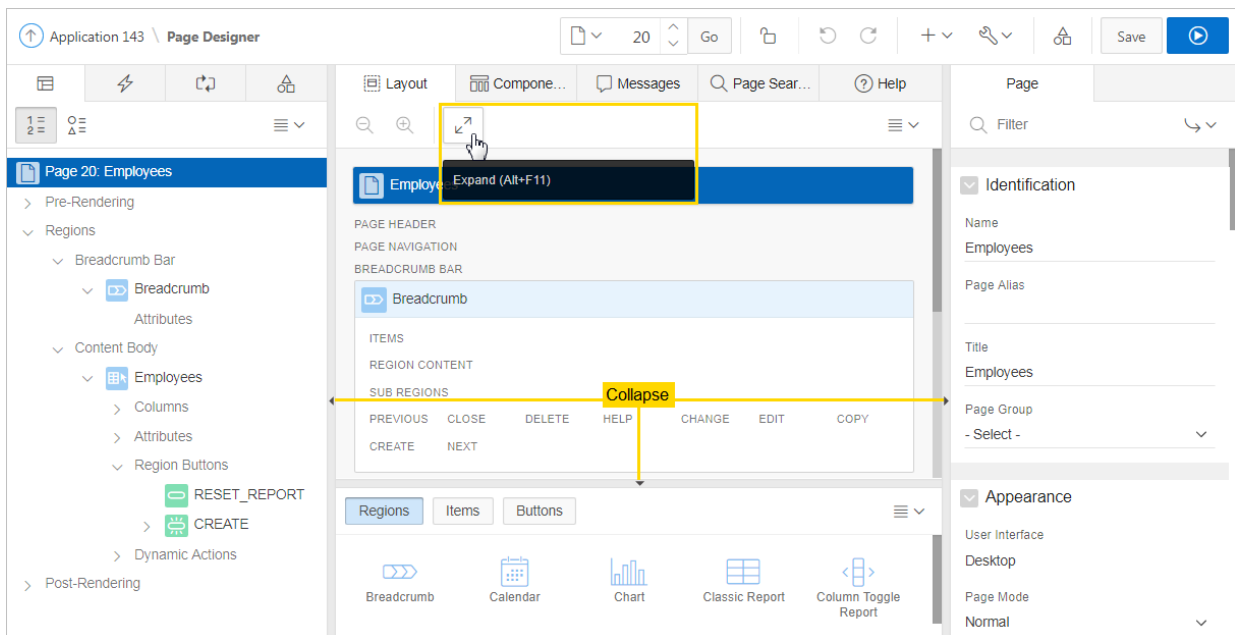 Application 143 \ Page Designer
20
Go
Save
Layout
Compone...
Messages
Page Sear...
Help
Page
Filter
Page 20: Employees
Pre-Rendering
Regions
Breadcrumb Bar
Breadcrumb
Attributes
Content Body
Employees
Columns
Attributes
Region Buttons
RESET_REPORT
CREATE
Dynamic Actions
Post-Rendering
Expand (Alt+F11)
Employees
PAGE HEADER
PAGE NAVIGATION
BREADCRUMB BAR
Breadcrumb
ITEMS
REGION CONTENT
SUB REGIONS
Collapse
PREVIOUS CLOSE DELETE HELP CHANGE EDIT COPY
CREATE NEXT
Regions Items Buttons
Breadcrumb
Calendar
Chart
Classic Report
Column Toggle
Report
Identification
Name
Employees
Page Alias
Title
Employees
Page Group
- Select -
Appearance
User Interface
Desktop
Page Mode
Normal